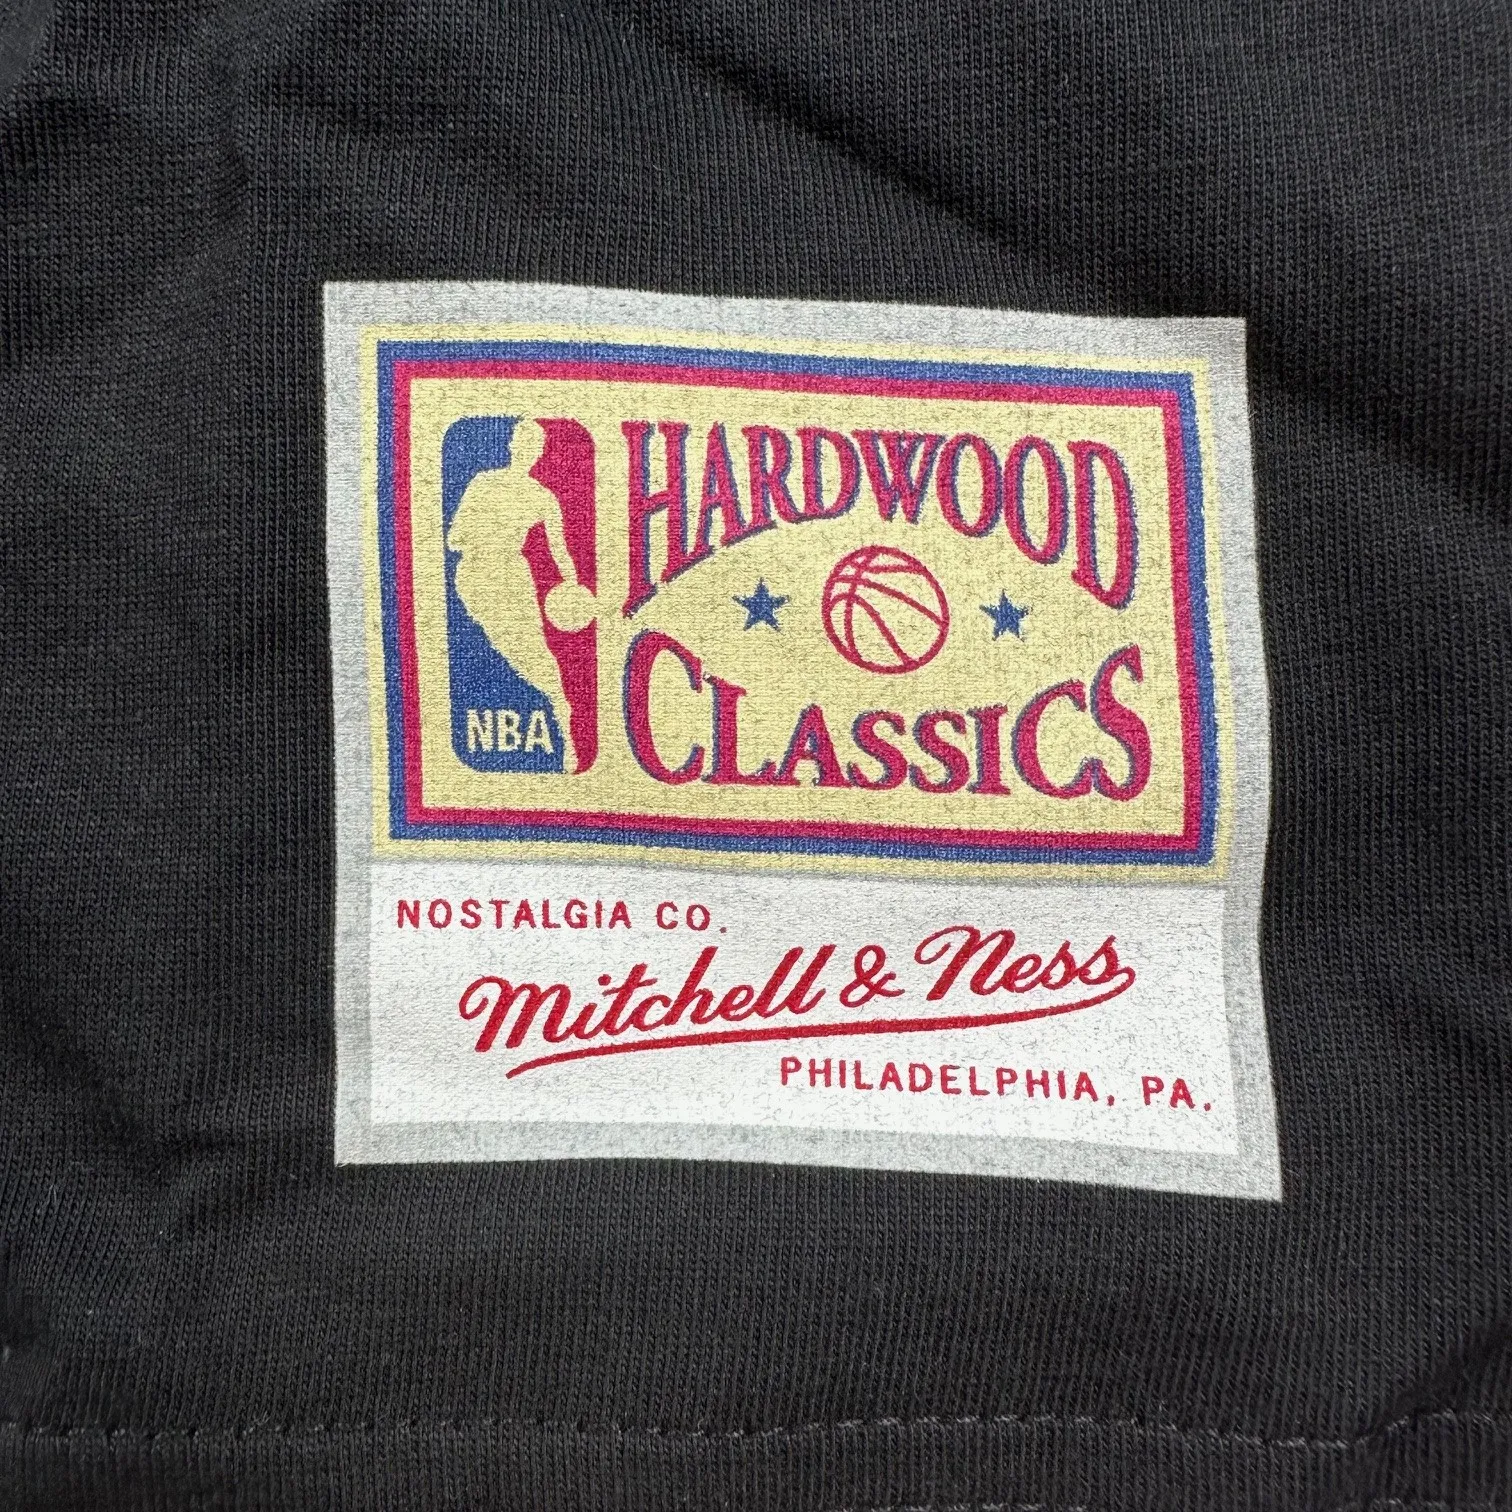 HARDWOOD
CLASSICS
NBA
NOSTALGIA CO.
Mitchell & Ness
PHILADELPHIA, PA.